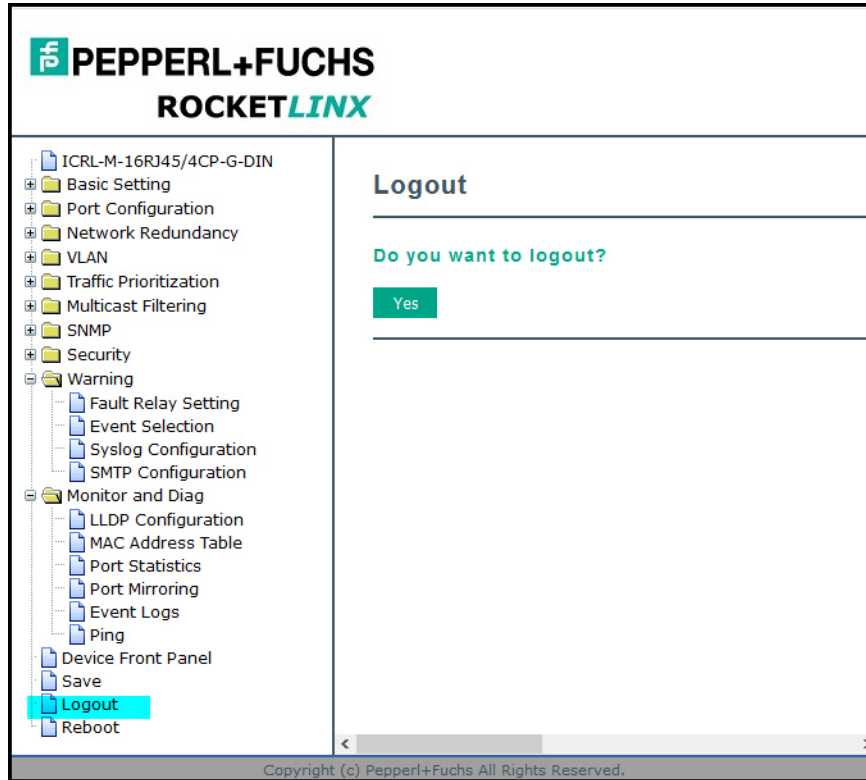 PEPPERL+FUCHS
ROCKETLINX
ICRL-M-16RJ45/4CP-G-DIN
Basic Setting
Port Configuration
Network Redundancy
VLAN
Traffic Prioritization
Multicast Filtering
SNMP
Security
Warning
Fault Relay Setting
Event Selection
Syslog Configuration
SMTP Configuration
Monitor and Diag
LLDP Configuration
MAC Address Table
Port Statistics
Port Mirroring
Event Logs
Ping
Device Front Panel
Save
Logout
Reboot
Logout
Do you want to logout?
Yes
Copyright (c) Pepperl+Fuchs All Rights Reserved.